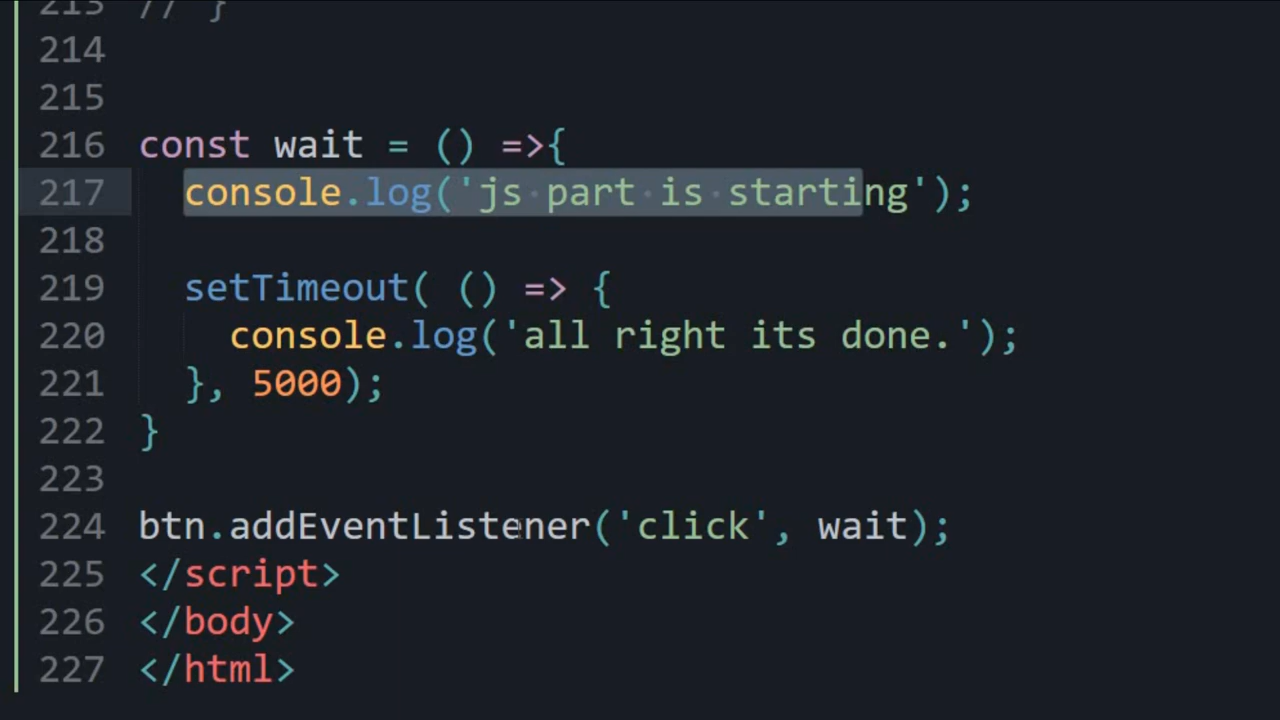 213 // }
214
215
216 const wait = () =>{
217 console.log('js part is starting');
218
219 setTimeout( () => {
220 console.log('all right its done.');
221 }, 5000);
222 }
223
224 btn.addEventListener('click', wait);
225 </script>
226 </body>
227 </html>